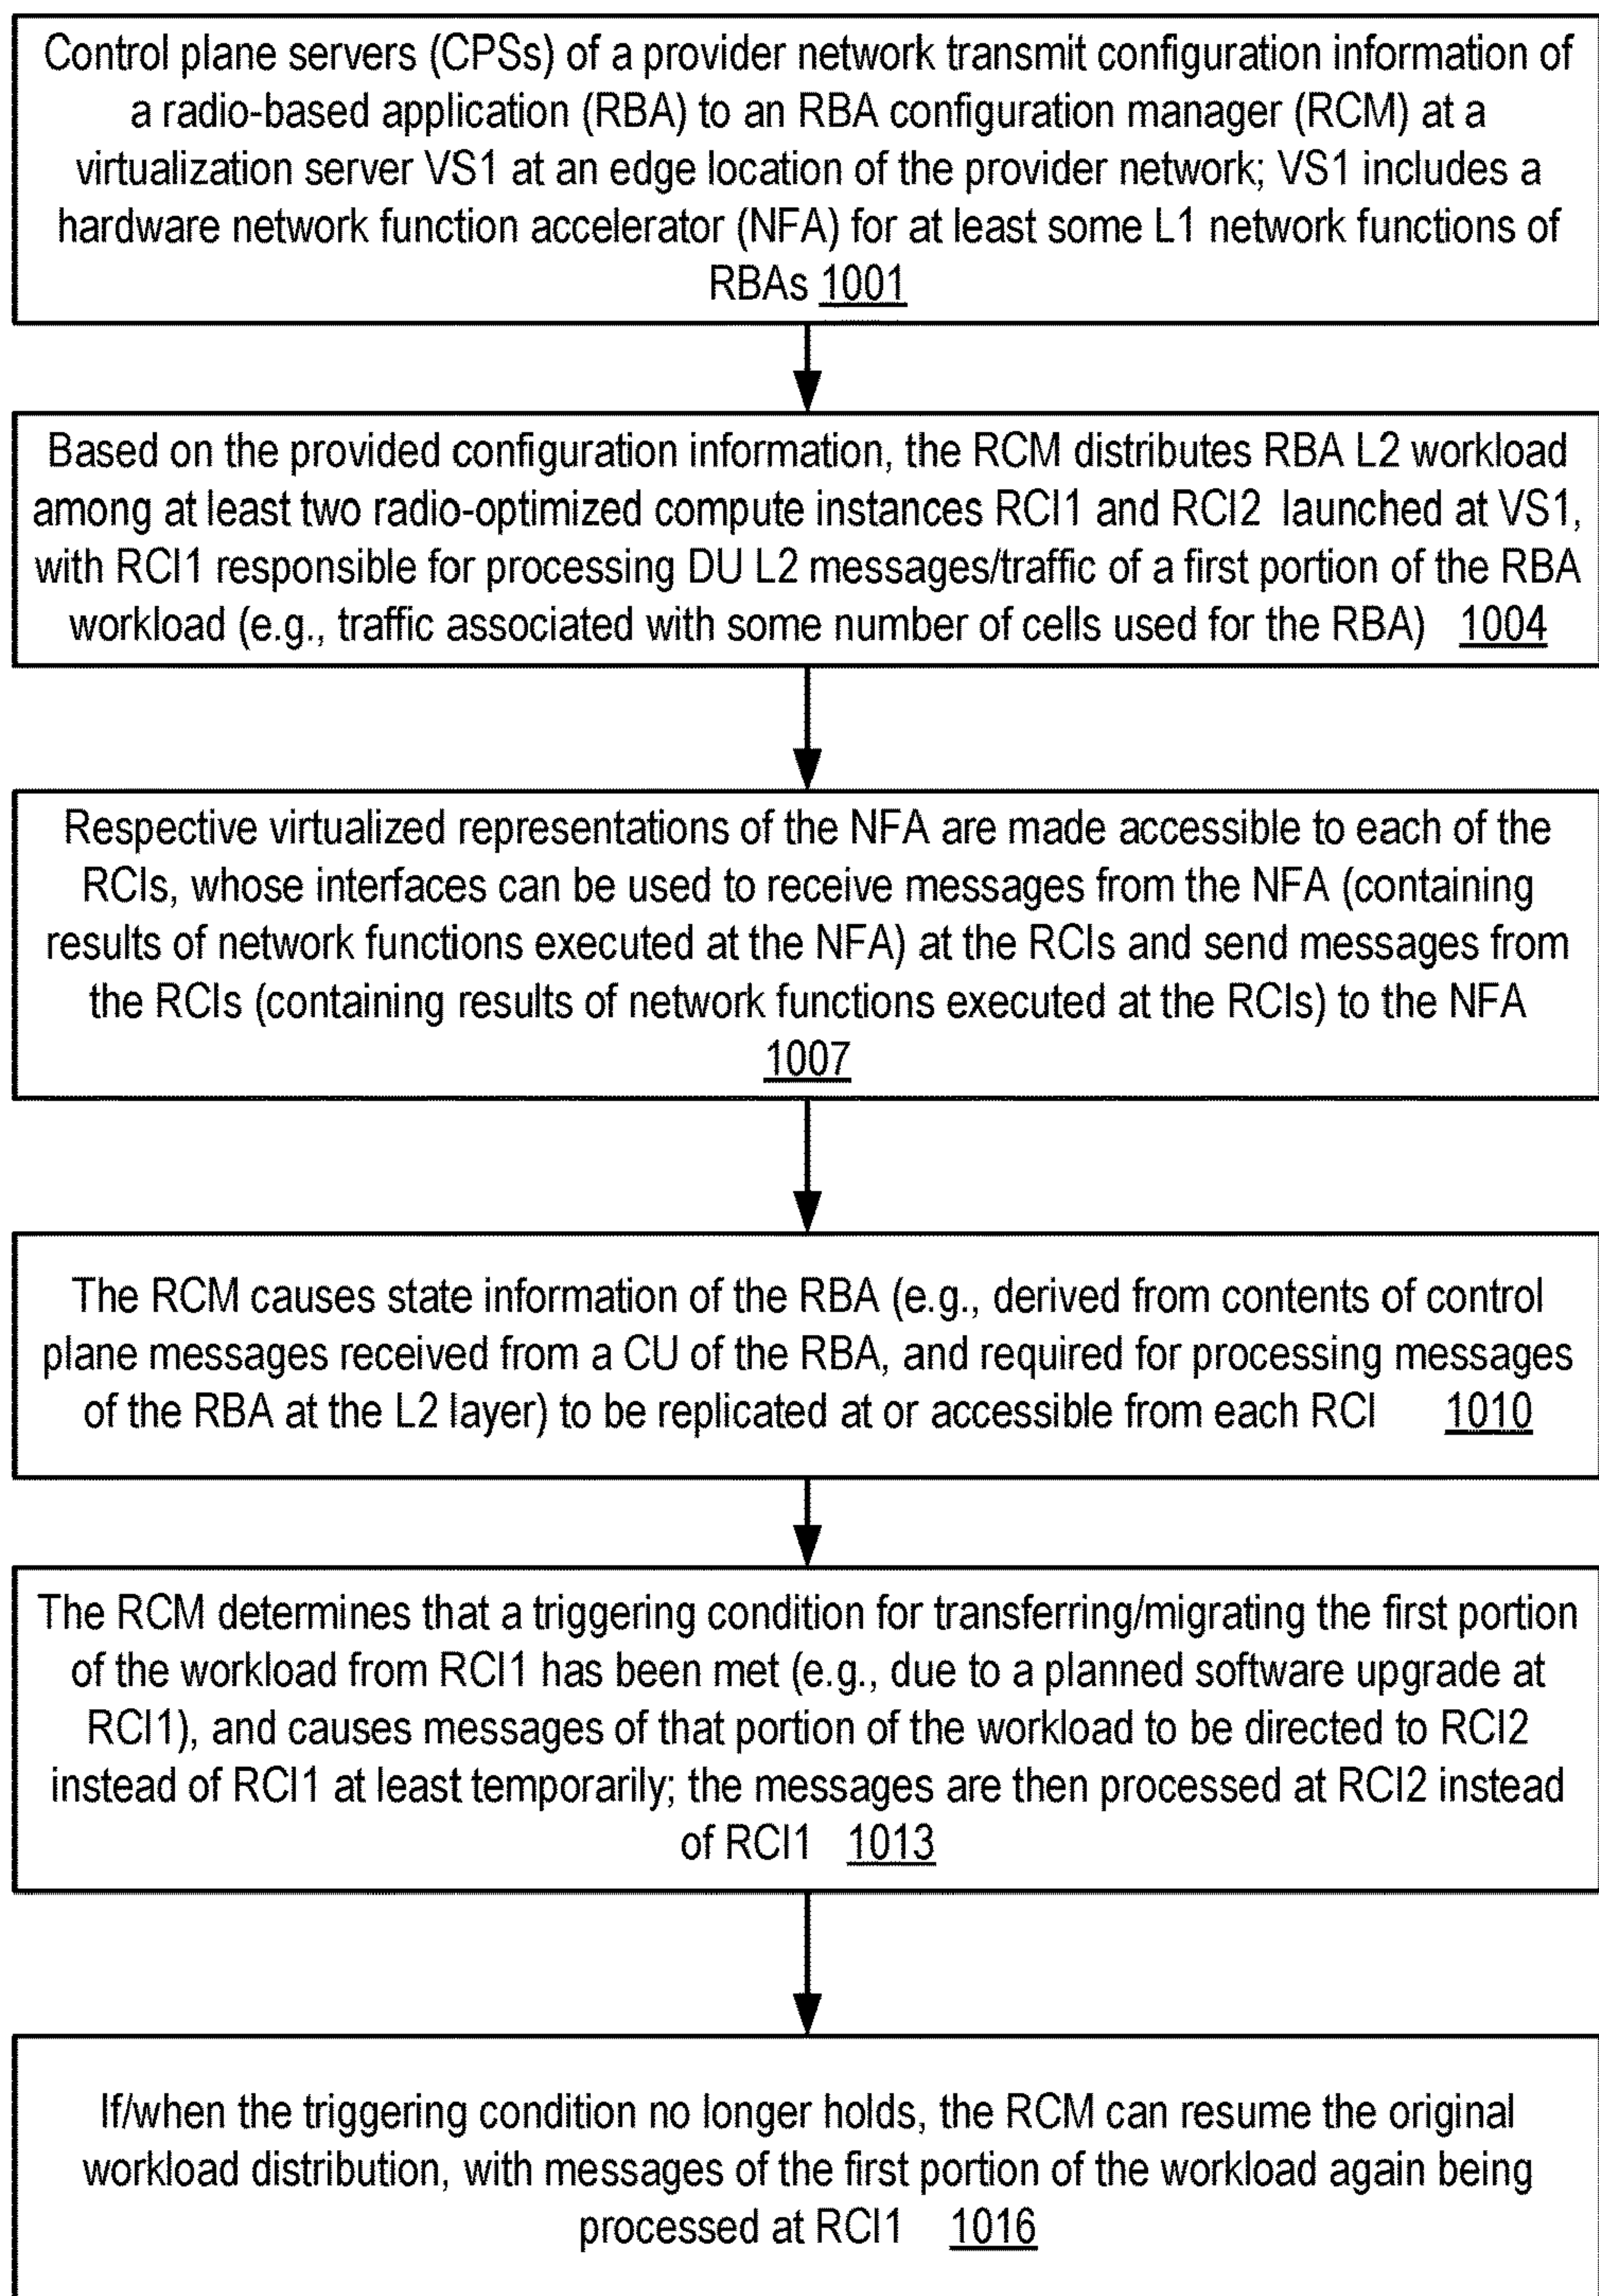 Control plane servers (CPSs) of a provider network transmit configuration information of
a radio-based application (RBA) to an RBA configuration manager (RCM) at a
virtualization server VS1 at an edge location of the provider network; VS1 includes a
hardware network function accelerator (NFA) for at least some L1 network functions of
RBAs 1001
Based on the provided configuration information, the RCM distributes RBA L2 workload
among at least two radio-optimized compute instances RCI1 and RCI2 launched at VS1,
with RCI1 responsible for processing DU L2 messages/traffic of a first portion of the RBA
workload (e.g., traffic associated with some number of cells used for the RBA) 1004
Respective virtualized representations of the NFA are made accessible to each of the
RCIs, whose interfaces can be used to receive messages from the NFA (containing
results of network functions executed at the NFA) at the RCIs and send messages from
the RCIs (containing results of network functions executed at the RCIs) to the NFA
1007
The RCM causes state information of the RBA (e.g., derived from contents of control
plane messages received from a CU of the RBA, and required for processing messages
of the RBA at the L2 layer) to be replicated at or accessible from each RCI 1010
The RCM determines that a triggering condition for transferring/migrating the first portion
of the workload from RCI1 has been met (e.g., due to a planned software upgrade at
RCI1), and causes messages of that portion of the workload to be directed to RCI2
instead of RCI1 at least temporarily; the messages are then processed at RCI2 instead
of RCI1 1013
If/when the triggering condition no longer holds, the RCM can resume the original
workload distribution, with messages of the first portion of the workload again being
processed at RCI1 1016